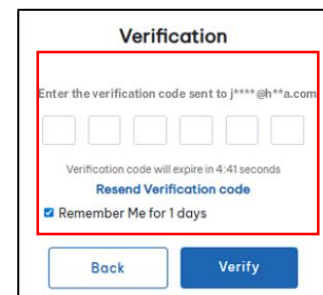 Verification
Enter the verification code sent to j****@h**a.com
Verification code will expire in 4:41 seconds
Resend Verification code
Remember Me for 1 days
Back
Verify